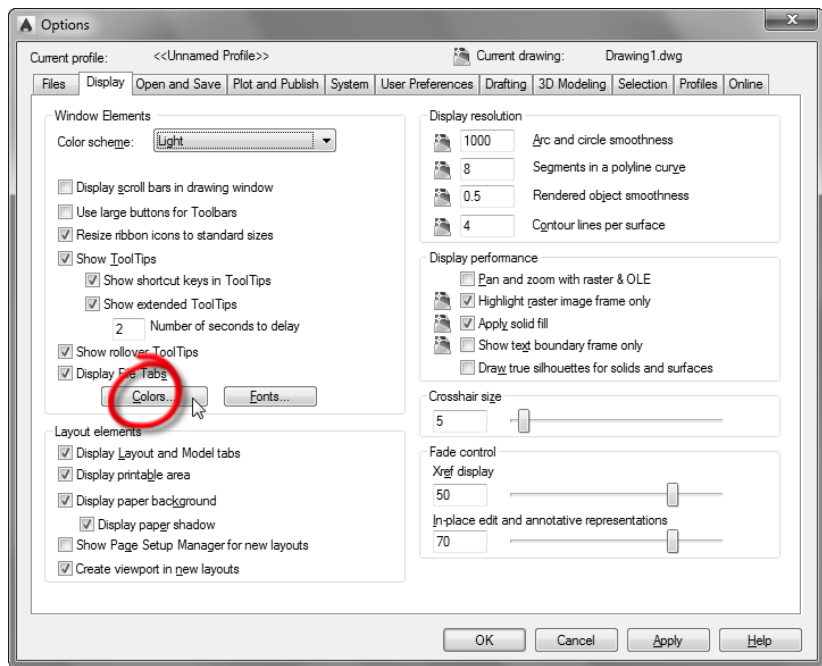 Options
Current profile: <<Unnamed Profile>> Current drawing: Drawing1.dwg
Files Display Open and Save Plot and Publish System User Preferences Drafting 3D Modeling Selection Profiles Online
Window Elements
Color scheme: Light
Display scroll bars in drawing window
Use large buttons for Toolbars
Resize ribbon icons to standard sizes
Show ToolTips
Show shortcut keys in ToolTips
Show extended ToolTips
2 Number of seconds to delay
Show rollover ToolTips
Display File Tabs
Colors... Fonts...
Layout elements
Display Layout and Model tabs
Display printable area
Display paper background
Display paper shadow
Show Page Setup Manager for new layouts
Create viewport in new layouts
Display resolution
1000 Arc and circle smoothness
8 Segments in a polyline curve
0.5 Rendered object smoothness
4 Contour lines per surface
Display performance
Pan and zoom with raster & OLE
Highlight raster image frame only
Apply solid fill
Show text boundary frame only
Draw true silhouettes for solids and surfaces
Crosshair size
5
Fade control
Xref display
50
In-place edit and annotative representations
70
OK Cancel Apply Help